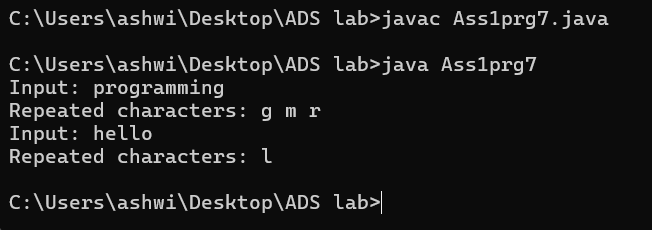 C:\Users\ashwi\Desktop\ADS lab>javac Ass1prg7.java
C:\Users\ashwi\Desktop\ADS lab>java Ass1prg7
Input: programming
Repeated characters: g m r
Input: hello
Repeated characters: l
C:\Users\ashwi\Desktop\ADS lab>